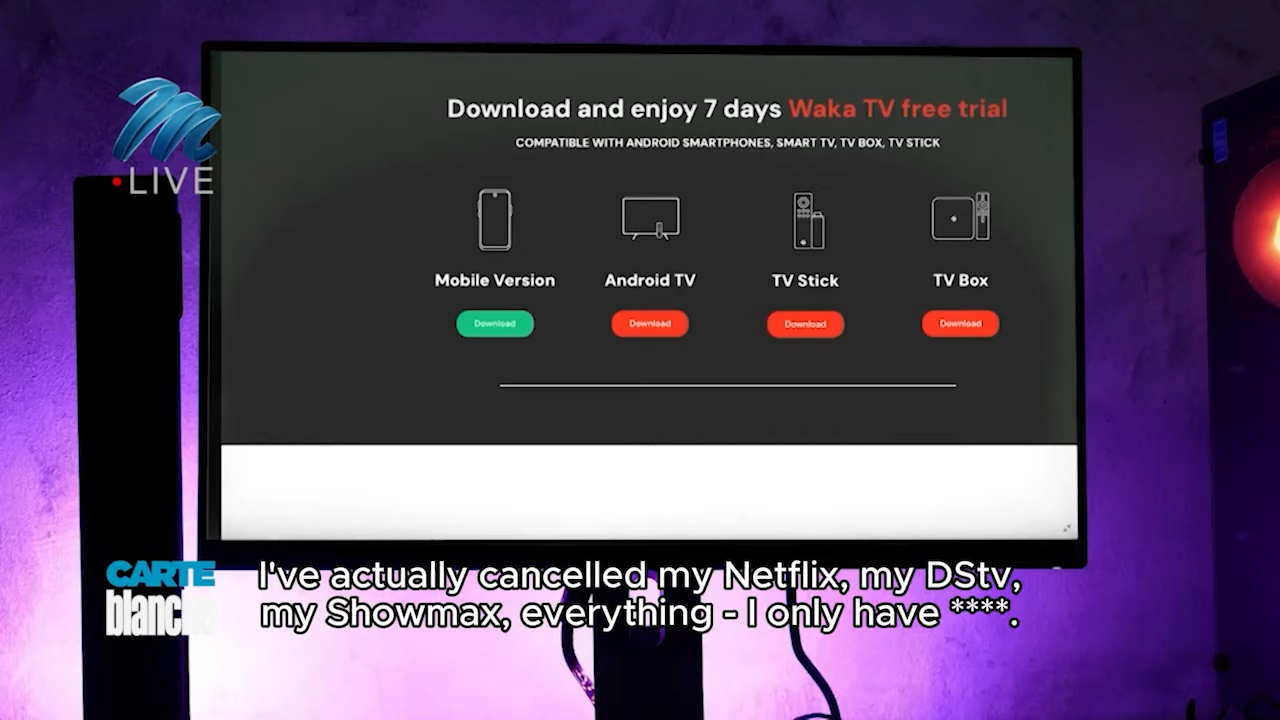 Download and enjoy 7 days Waka TV free trial
COMPATIBLE WITH ANDROID SMARTPHONES, SMART TV, TV BOX, TV STICK
LIVE
Mobile Version
Android TV
TV Stick
TV Box
Download
Download
Download
Download
CARTE
blanche
I've actually cancelled my Netflix, my DStv,
my Showmax, everything - I only have ****.